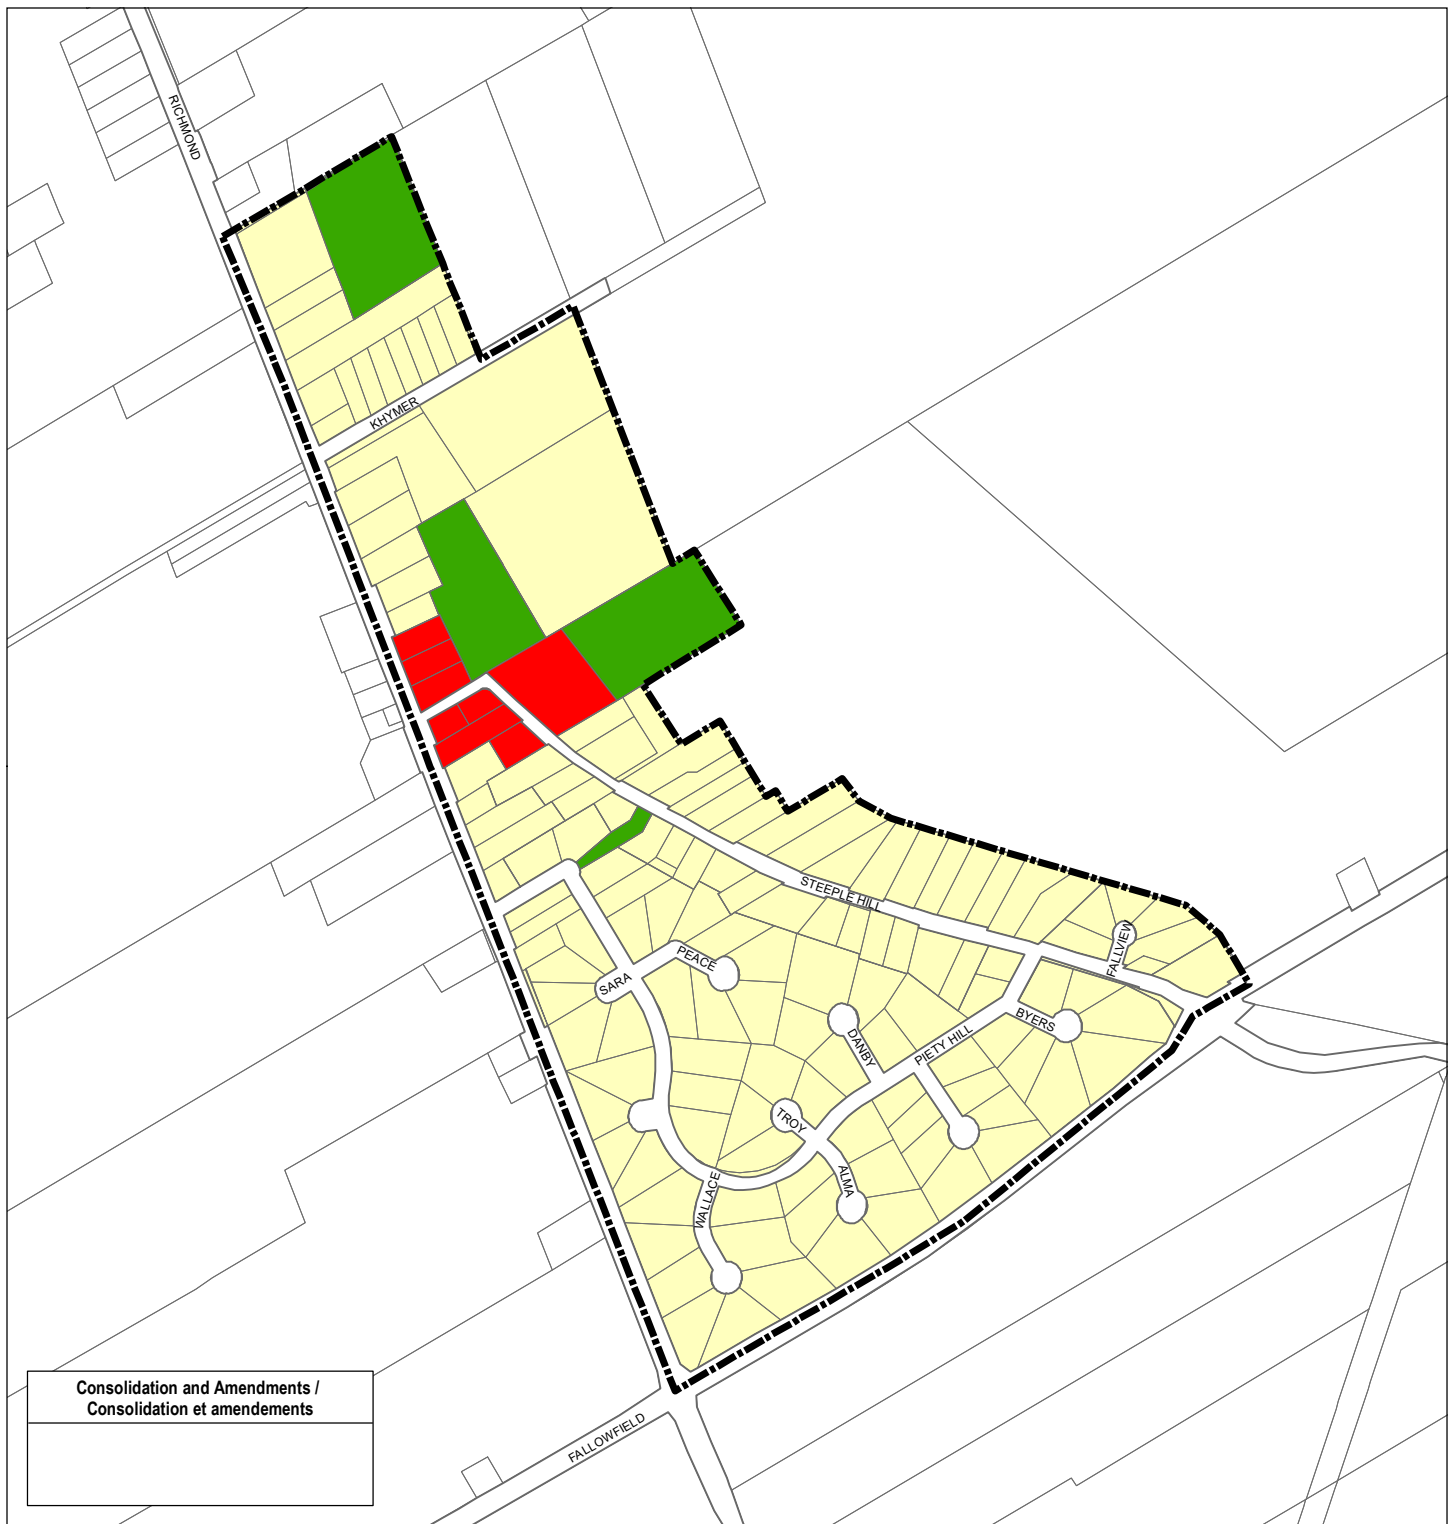 RICHMOND
KHYMER
STEEPLE HILL
FALLVIEW
PEACE
SARA
BYERS
DANBY
PIETY HILL
TROY
ALMA
WALLACE
Consolidation and Amendments /
Consolidation et amendements
FALLOWFIELD